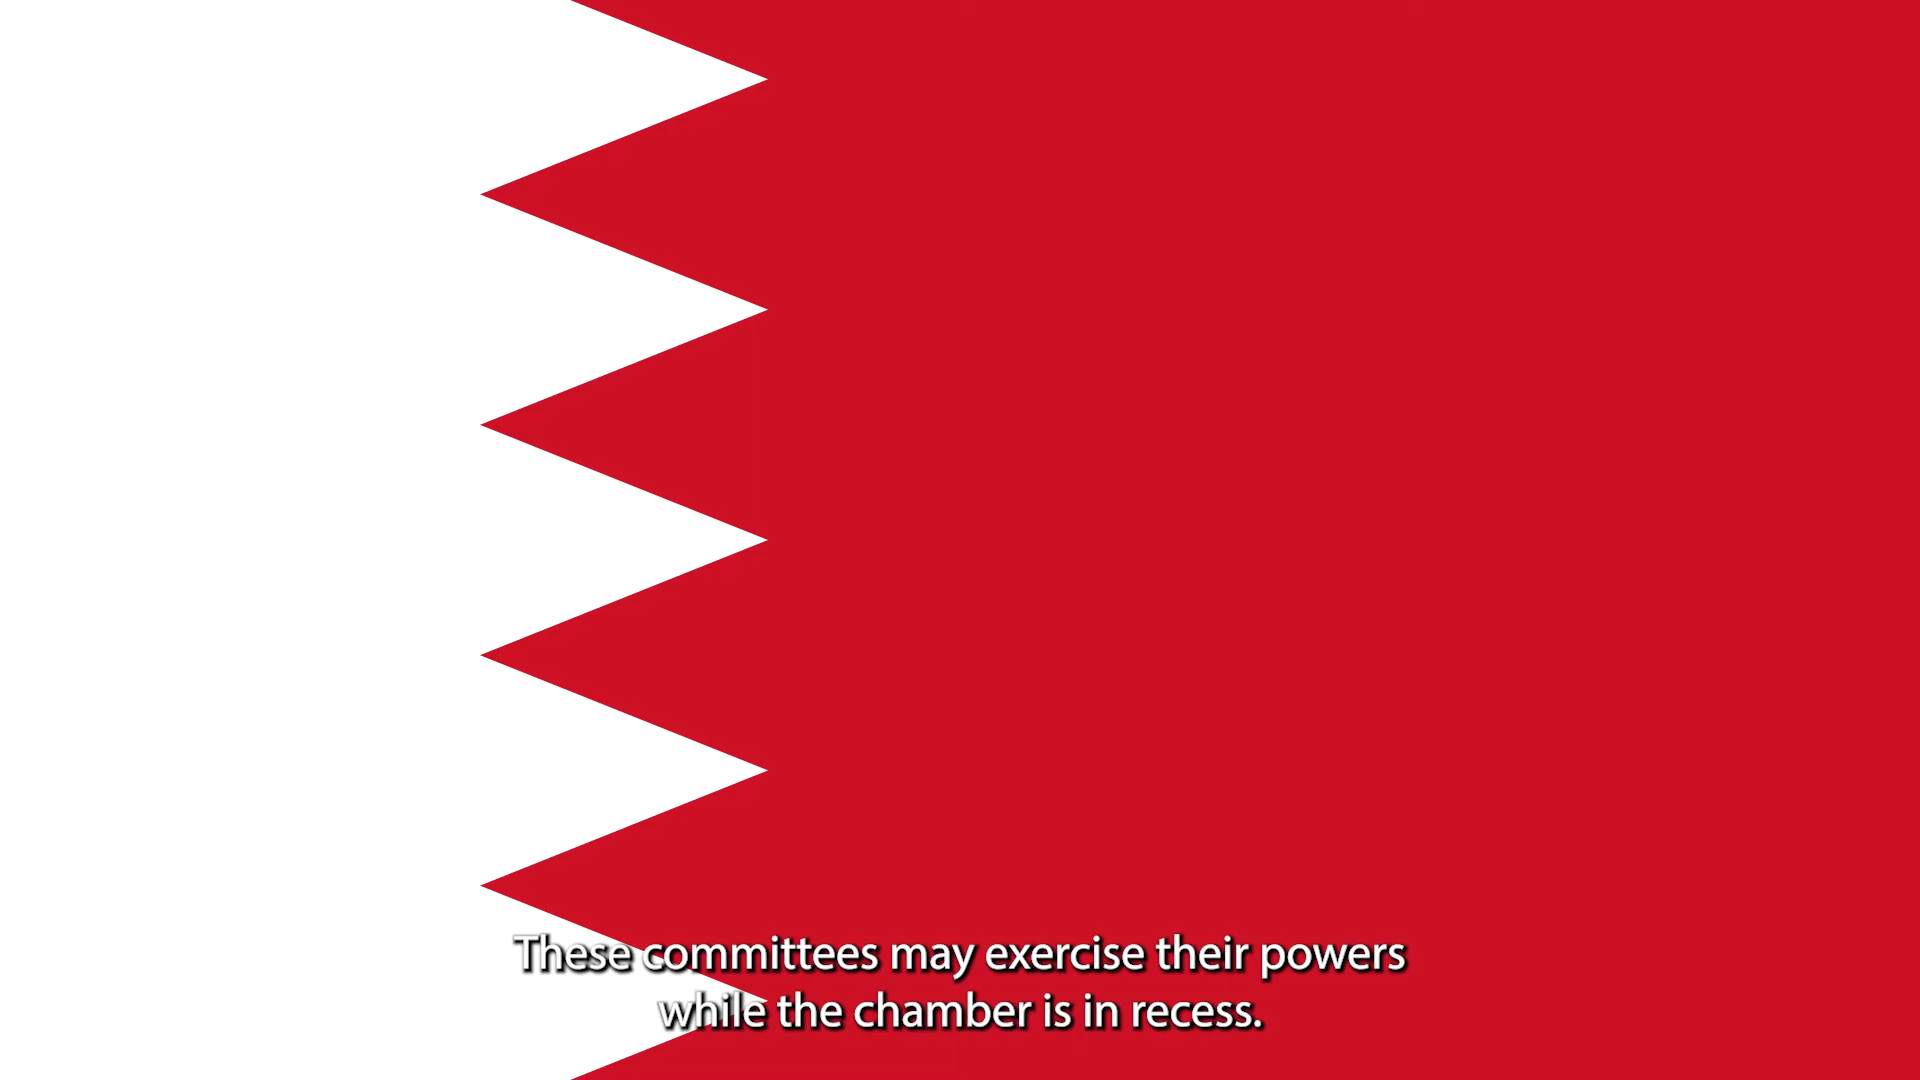 These committees may exercise their powers
while the chamber is in recess.